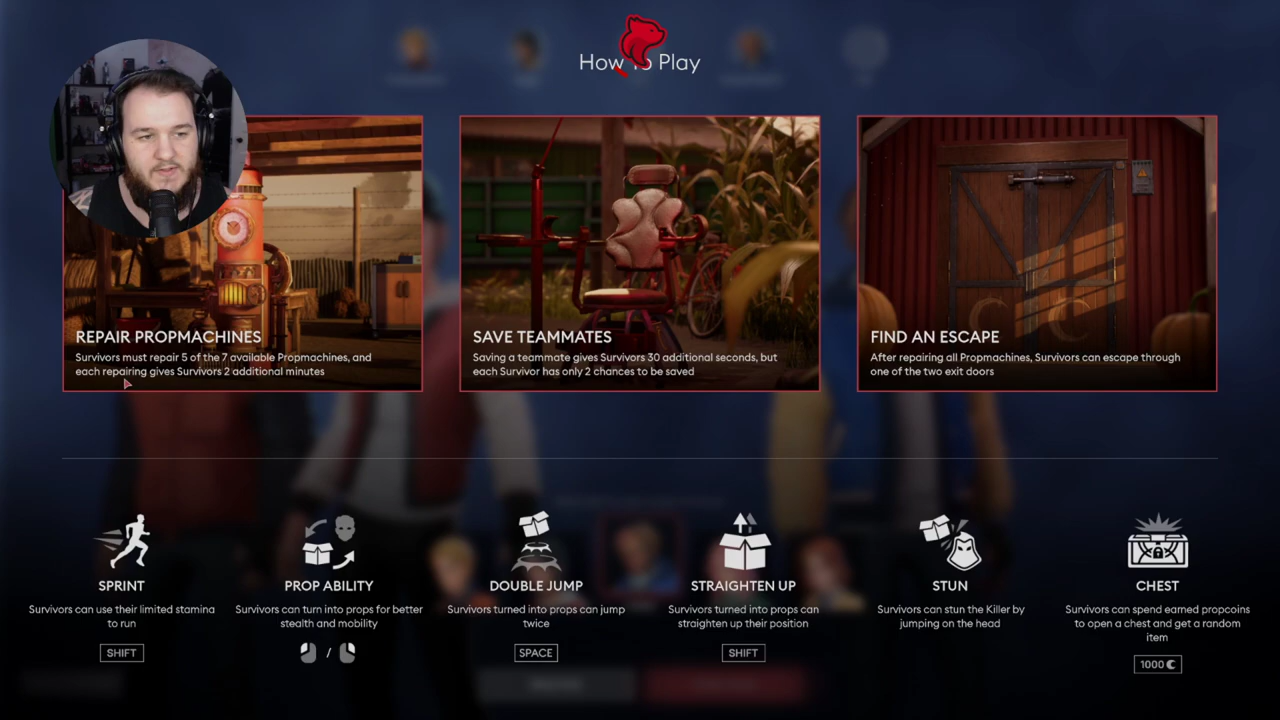 How To Play
REPAIR PROPMACHINES
Survivors must repair 5 of the 7 available Propmachines, and
each repairing gives Survivors 2 additional minutes
SAVE TEAMMATES
Saving a teammate gives Survivors 30 additional seconds, but
each Survivor has only 2 chances to be saved
FIND AN ESCAPE
After repairing all Propmachines, Survivors can escape through
one of the two exit doors
SPRINT
Survivors can use their limited stamina
to run
SHIFT
PROP ABILITY
Survivors can turn into props for better
stealth and mobility
/
DOUBLE JUMP
Survivors turned into props can jump
twice
SPACE
STRAIGHTEN UP
Survivors turned into props can
straighten up their position
SHIFT
STUN
Survivors can stun the Killer by
jumping on the head
CHEST
Survivors can spend earned propcoins
to open a chest and get a random
item
1000